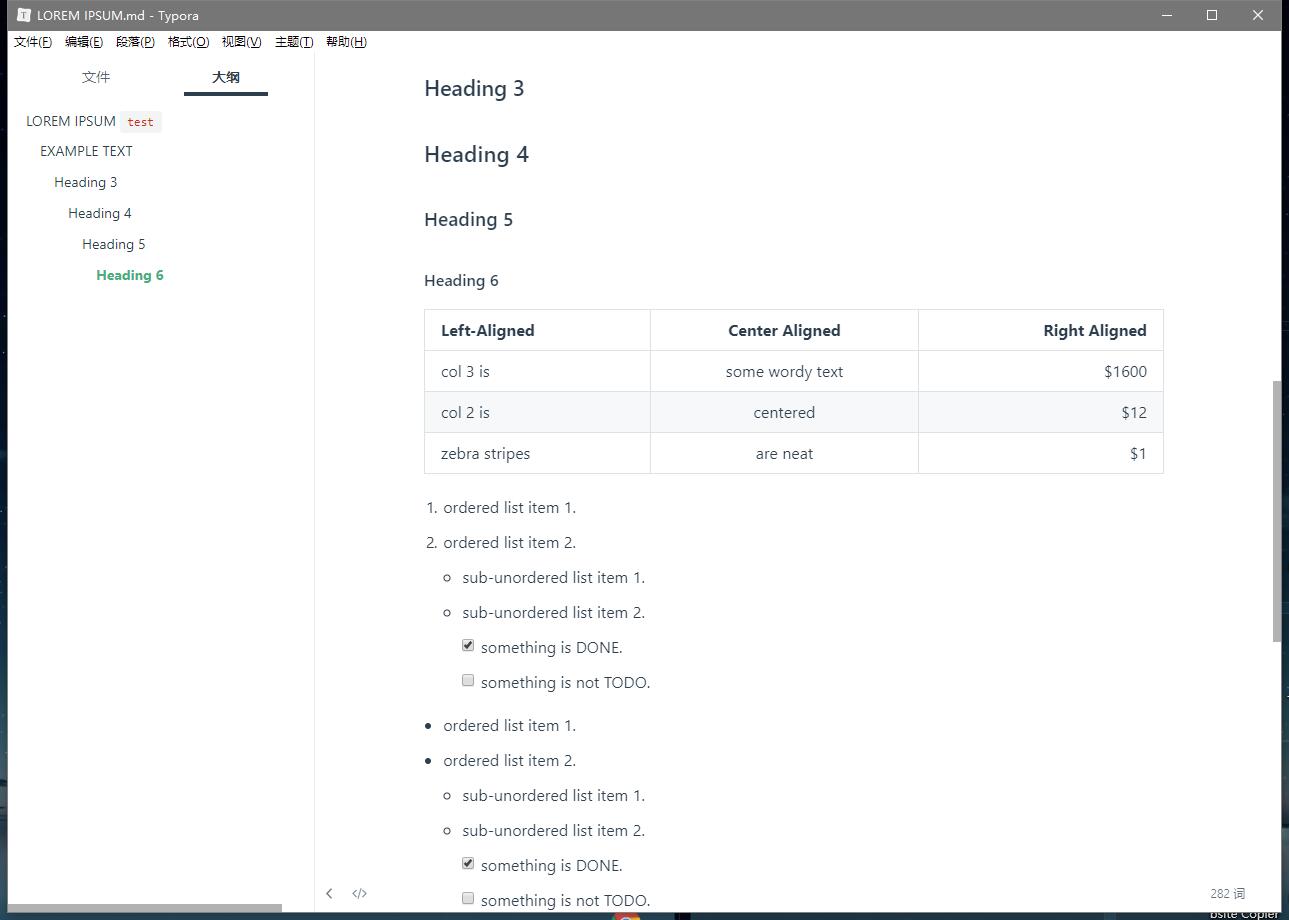 LOREM IPSUM.md - Typora
文件(F) 编辑(E) 段落(P) 格式(O) 视图(V) 主题(T) 帮助(H)
文件 大纲
LOREM IPSUM test
EXAMPLE TEXT
Heading 3
Heading 4
Heading 5
Heading 6
Heading 3
Heading 4
Heading 5
Heading 6
Left-Aligned Center Aligned Right Aligned
col 3 is some wordy text $1600
col 2 is centered $12
zebra stripes are neat $1
1. ordered list item 1.
2. ordered list item 2.
sub-unordered list item 1.
sub-unordered list item 2.
something is DONE.
something is not TODO.
ordered list item 1.
ordered list item 2.
sub-unordered list item 1.
sub-unordered list item 2.
something is DONE.
something is not TODO.
</> 282 词
bsite Copier